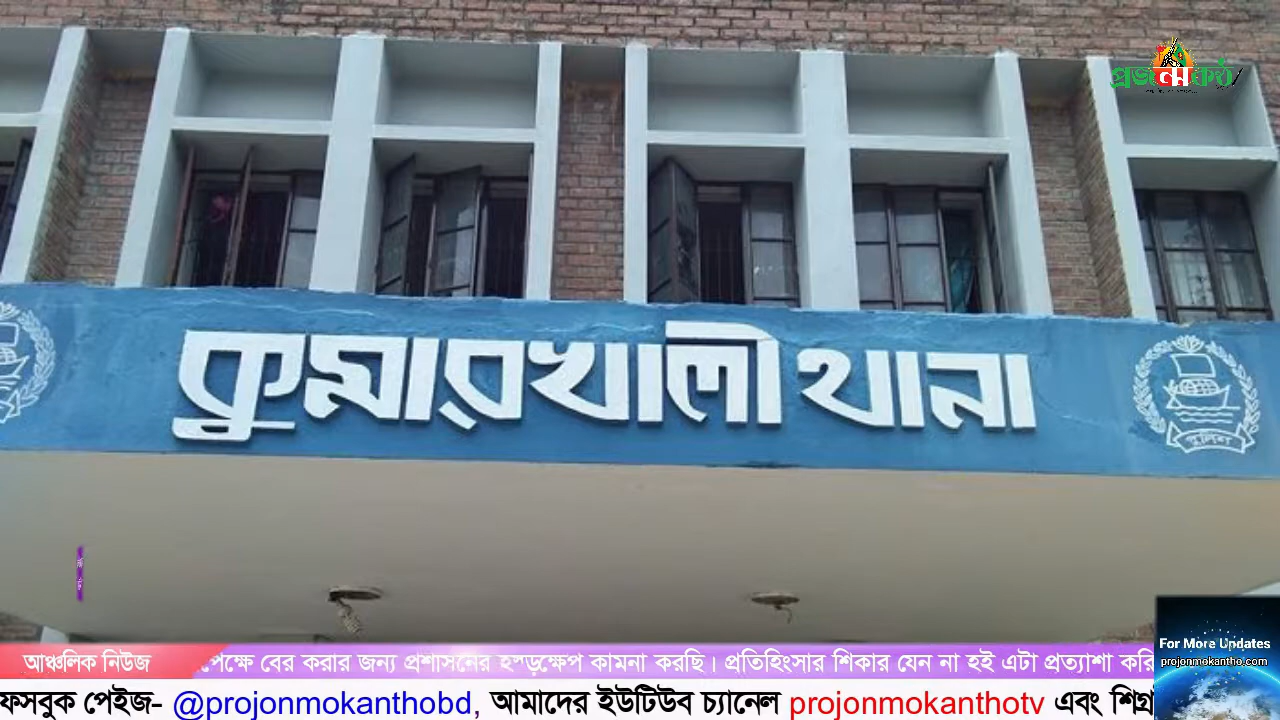 প্রজন্মকণ্ঠ
কুমারখালী থানা
পুলিশ
For More Updates
projonmokantho.com
আঞ্চলিক নিউজ
পেক্ষে বের করার জন্য প্রশাসনের হস্তক্ষেপ কামনা করছি। প্রতিহিংসার শিকার যেন না হই এটা প্রত্যাশা করি
ফসবুক পেইজ- @projonmokanthobd, আমাদের ইউটিউব চ্যানেল projonmokanthotv এবং শিগ্র